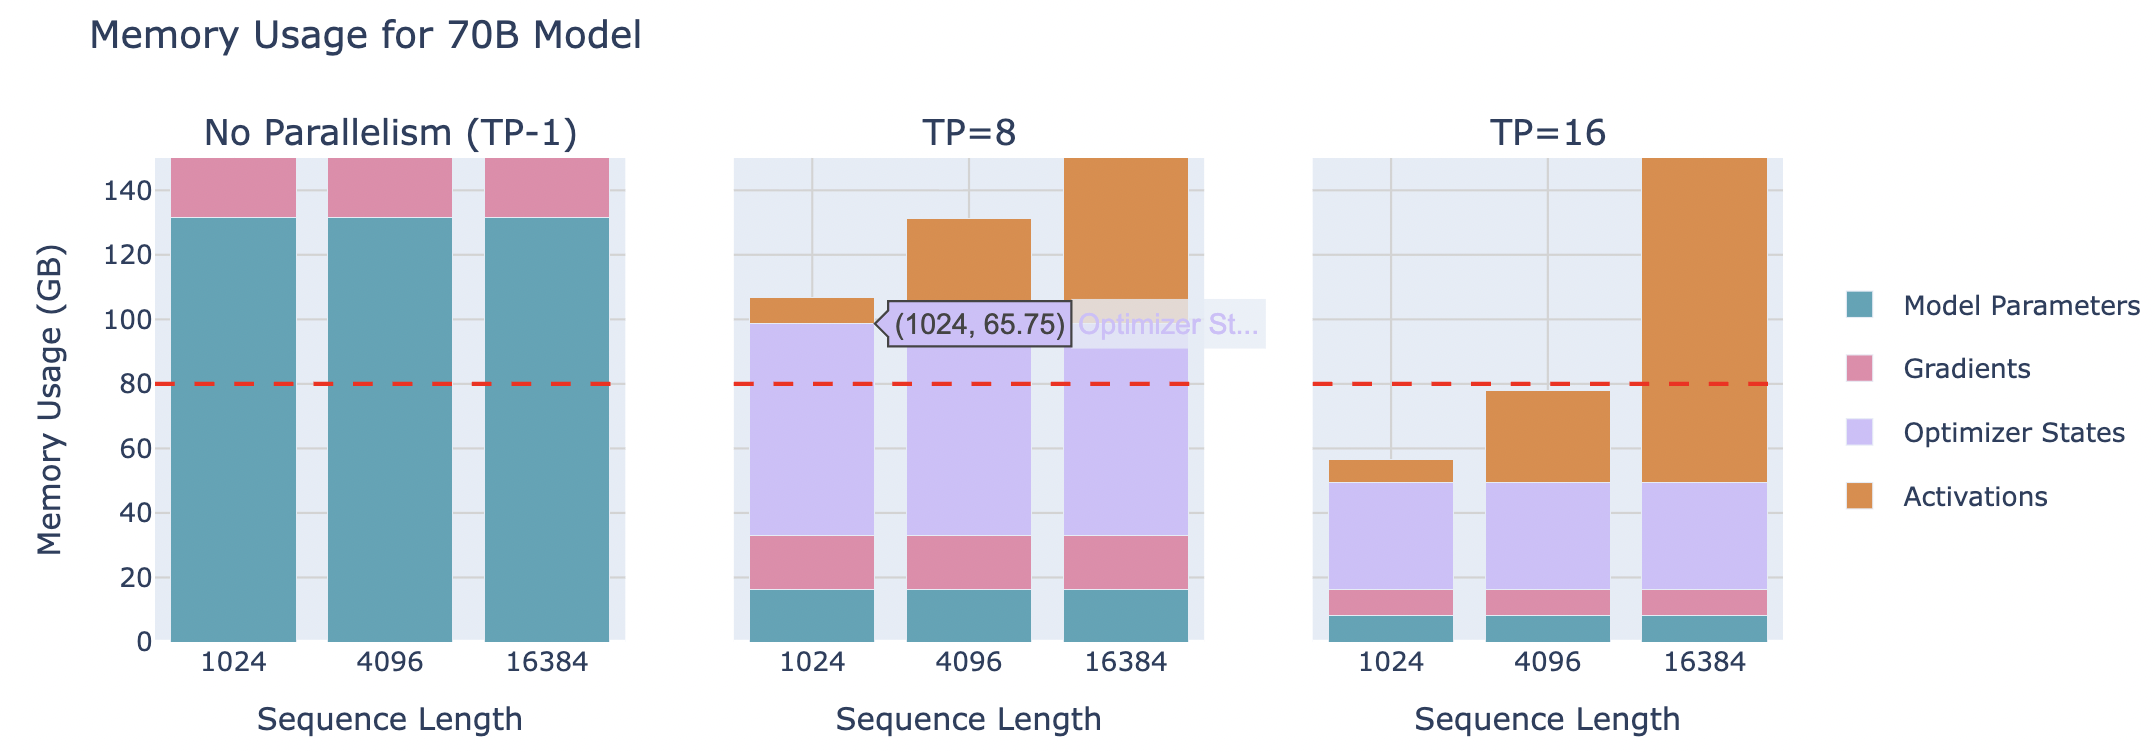 Memory Usage for 70B Model
No Parallelism (TP-1)
TP=8
TP=16
Memory Usage (GB)
140
120
100
80
60
40
20
0
1024
4096
16384
Sequence Length
(1024, 65.75)
Optimizer St...
1024
4096
16384
Sequence Length
1024
4096
16384
Sequence Length
Model Parameters
Gradients
Optimizer States
Activations